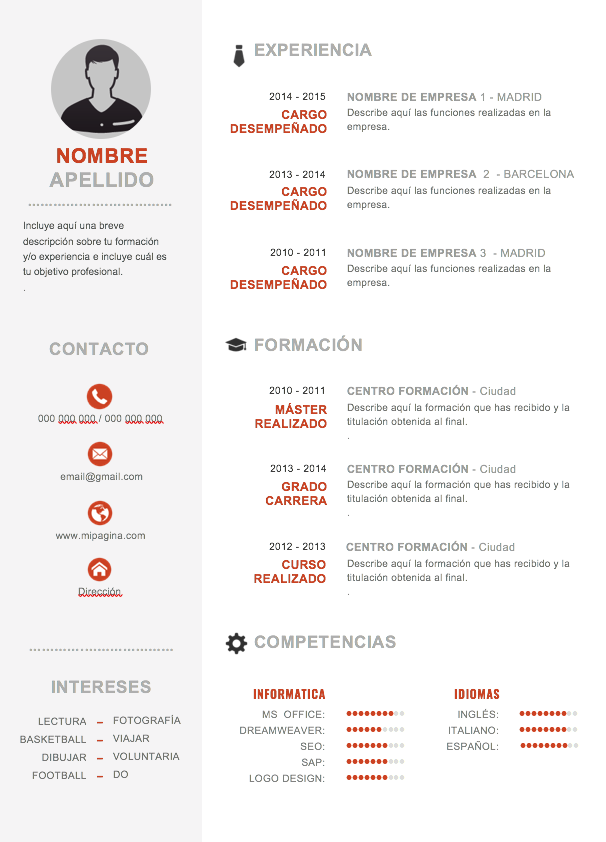 NOMBRE
APELLIDO
Incluye aquí una breve
descripción sobre tu formación
y/o experiencia e incluye cuál es
tu objetivo profesional.
.
CONTACTO
000 000 000 / 000 000 000
email@gmail.com
www.mipagina.com
Dirección
INTERESES
LECTURA – FOTOGRAFÍA
BASKETBALL – VIAJAR
DIBUJAR – VOLUNTARIA
FOOTBALL – DO
EXPERIENCIA
2014 - 2015
CARGO
DESEMPEÑADO
NOMBRE DE EMPRESA 1 - MADRID
Describe aquí las funciones realizadas en la
empresa.
2013 - 2014
CARGO
DESEMPEÑADO
NOMBRE DE EMPRESA 2 - BARCELONA
Describe aquí las funciones realizadas en la
empresa.
2010 - 2011
CARGO
DESEMPEÑADO
NOMBRE DE EMPRESA 3 - MADRID
Describe aquí las funciones realizadas en la
empresa.
FORMACIÓN
2010 - 2011
MÁSTER
REALIZADO
CENTRO FORMACIÓN - Ciudad
Describe aquí la formación que has recibido y la
titulación obtenida al final.
.
2013 - 2014
GRADO
CARRERA
CENTRO FORMACIÓN - Ciudad
Describe aquí la formación que has recibido y la
titulación obtenida al final.
.
2012 - 2013
CURSO
REALIZADO
CENTRO FORMACIÓN - Ciudad
Describe aquí la formación que has recibido y la
titulación obtenida al final.
.
COMPETENCIAS
INFORMATICA
MS OFFICE:
DREAMWEAVER:
SEO:
SAP:
LOGO DESIGN:
IDIOMAS
INGLÉS:
ITALIANO:
ESPAÑOL: